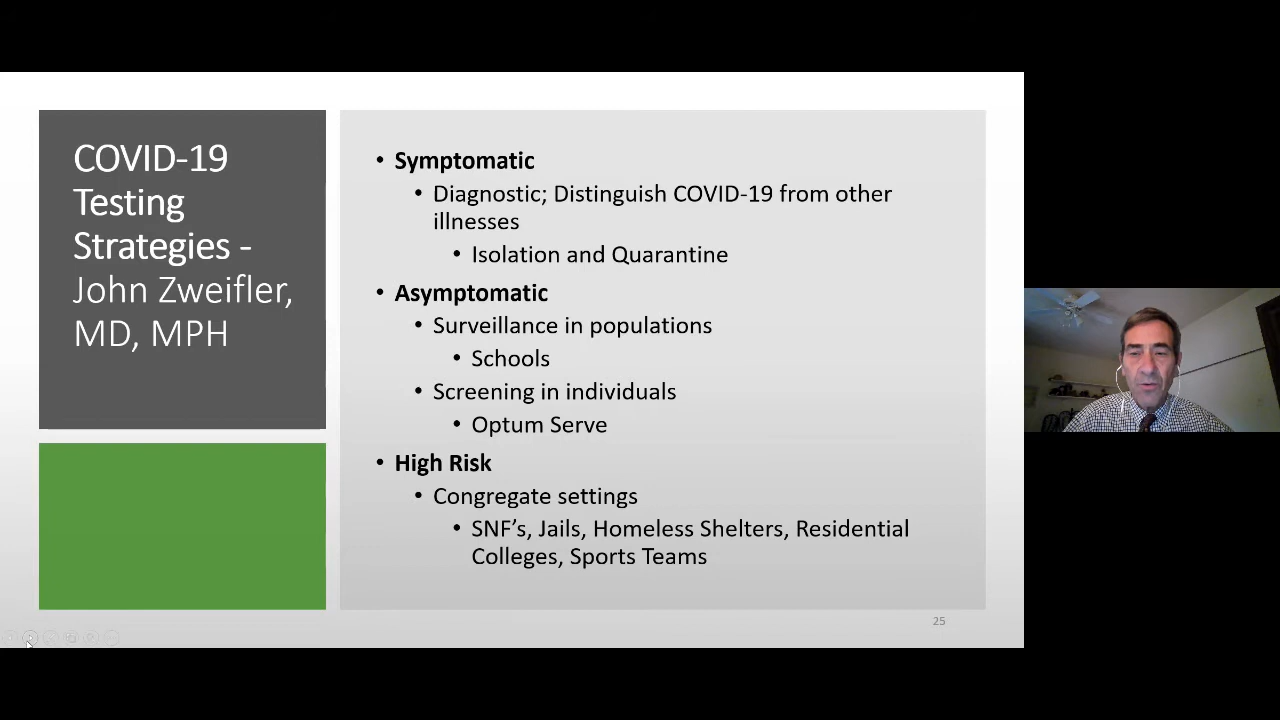 COVID-19
Testing
Strategies -
John Zweifler,
MD, MPH
• Symptomatic
• Diagnostic; Distinguish COVID-19 from other
illnesses
• Isolation and Quarantine
• Asymptomatic
• Surveillance in populations
• Schools
• Screening in individuals
• Optum Serve
• High Risk
• Congregate settings
• SNF’s, Jails, Homeless Shelters, Residential
Colleges, Sports Teams
25